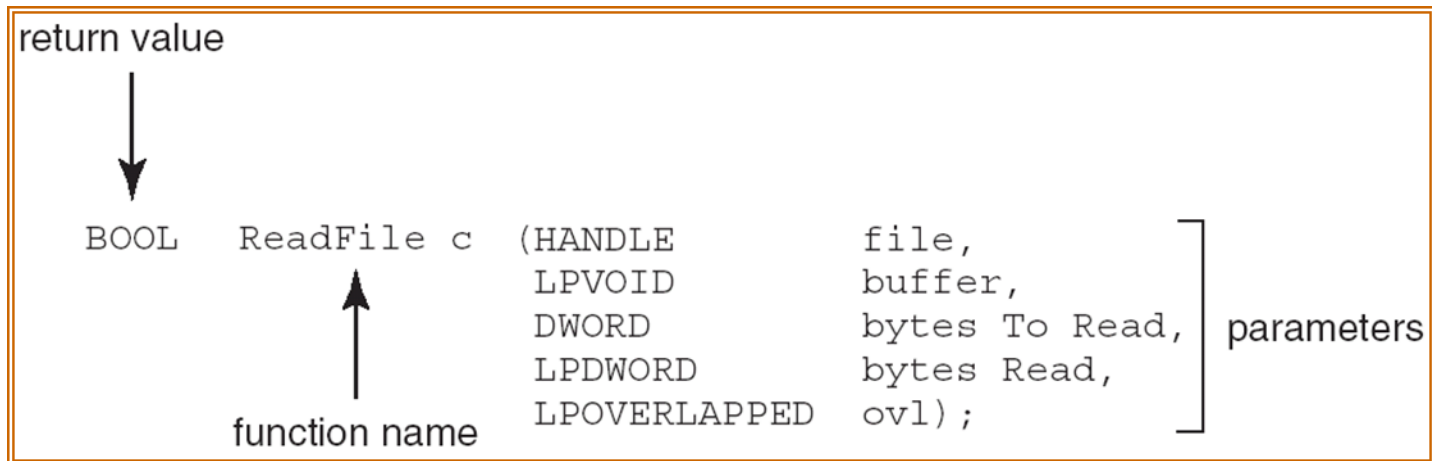 return value
BOOL ReadFile c (HANDLE file,
LPVOID buffer,
DWORD bytes To Read,
LPDWORD bytes Read,
LPOVERLAPPED ovl);
parameters
function name